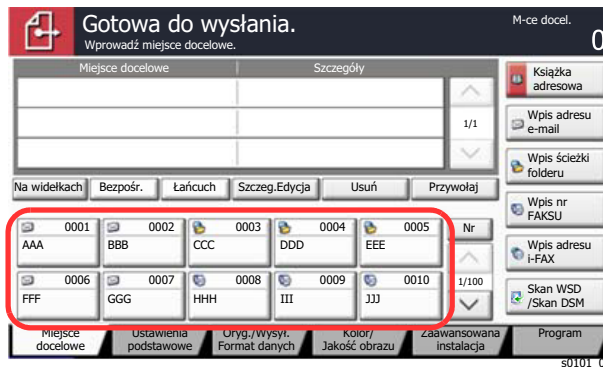 Gotowa do wysłania.
Wprowadź miejsce docelowe.
M-ce docel.
0
Miejsce docelowe
Szczegóły
1/1
Książka
adresowa
Wpis adresu
e-mail
Wpis ścieżki
folderu
Wpis nr
FAKSU
Wpis adresu
i-FAX
Skan WSD
/Skan DSM
Na widełkach
Bezpośr.
Łańcuch
Szczeg.Edycja
Usuń
Przywołaj
0001
AAA
0002
BBB
0003
CCC
0004
DDD
0005
EEE
Nr
0006
FFF
0007
GGG
0008
HHH
0009
III
0010
JJJ
1/100
Miejsce
docelowe
Ustawienia
podstawowe
Oryg./Wysył.
Format danych
Kolor/
Jakość obrazu
Zaawansowana
instalacja
Program
s0101_0